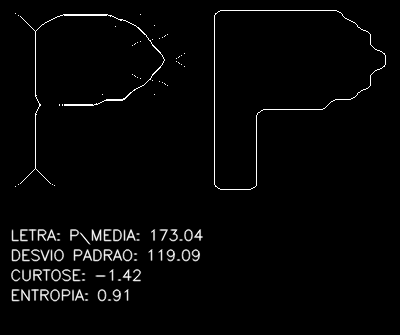 LETRA: P\MEDIA: 173.04
DESVIO PADRAO: 119.09
CURTOSE: -1.42
ENTROPIA: 0.91